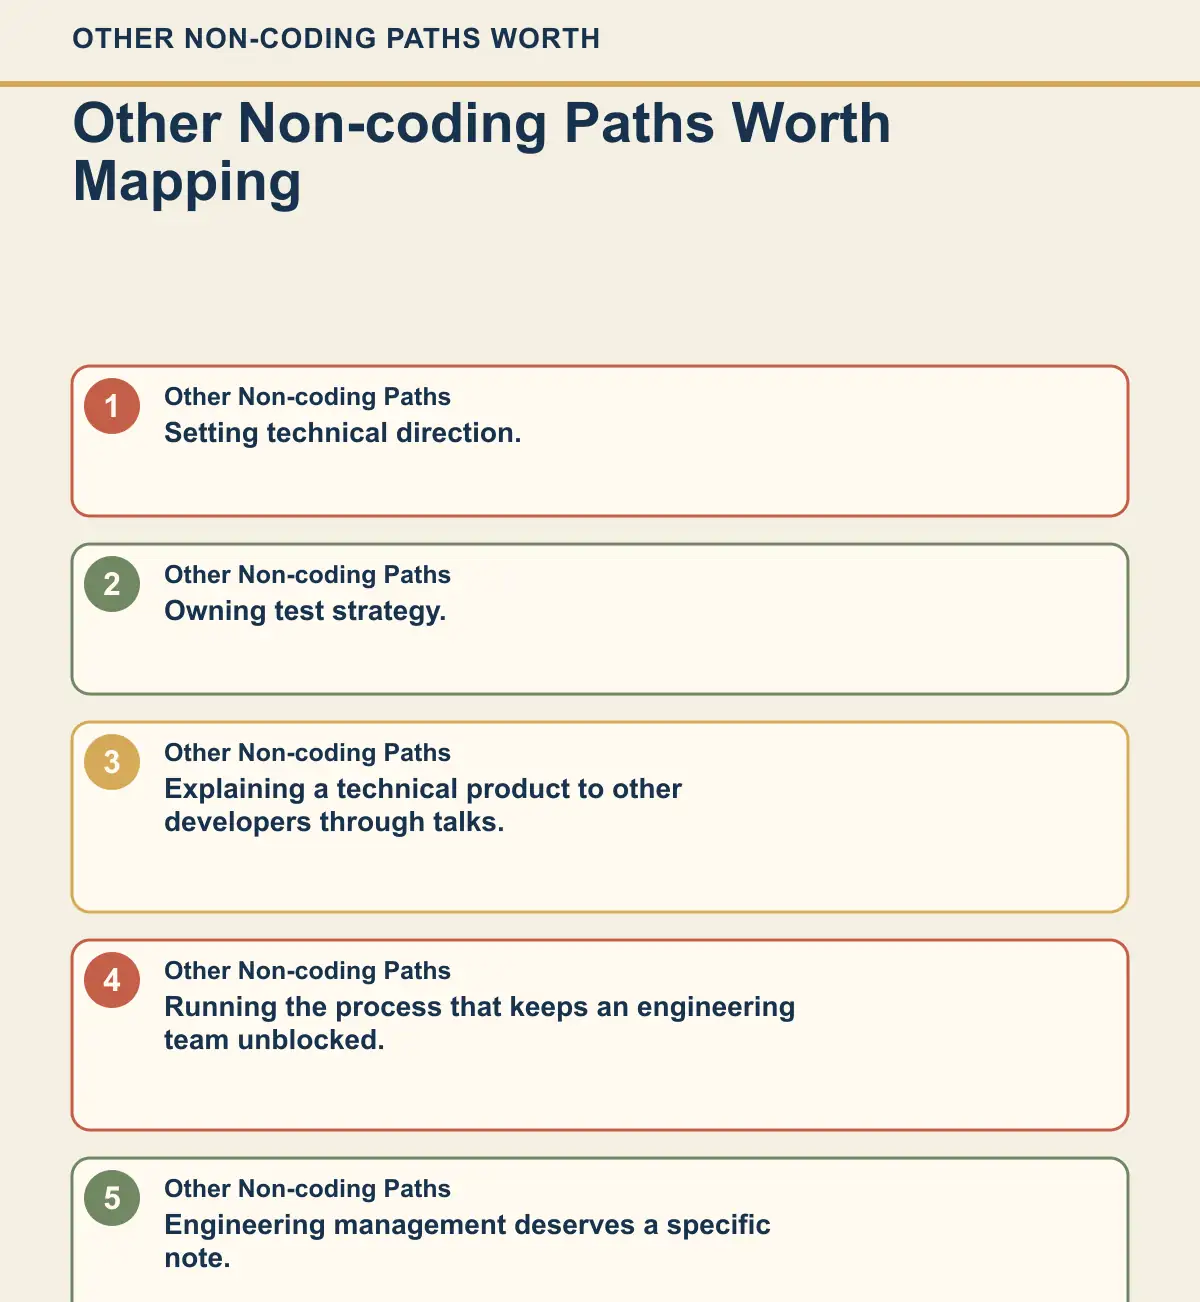 OTHER NON-CODING PATHS WORTH
Other Non-coding Paths Worth
Mapping
1
Other Non-coding Paths
Setting technical direction.
2
Other Non-coding Paths
Owning test strategy.
3
Other Non-coding Paths
Explaining a technical product to other
developers through talks.
4
Other Non-coding Paths
Running the process that keeps an engineering
team unblocked.
5
Other Non-coding Paths
Engineering management deserves a specific
note.